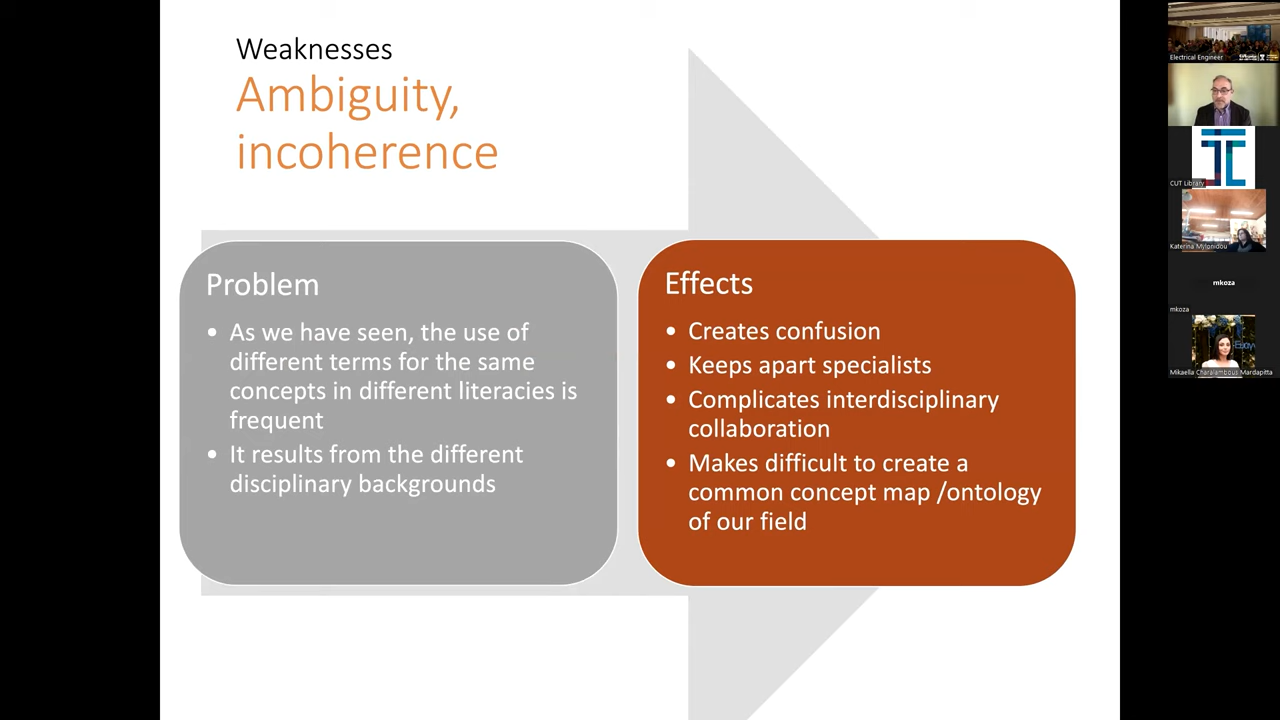 Weaknesses
Ambiguity,
incoherence
Problem
• As we have seen, the use of
different terms for the same
concepts in different literacies is
frequent
• It results from the different
disciplinary backgrounds
Effects
• Creates confusion
• Keeps apart specialists
• Complicates interdisciplinary
collaboration
• Makes difficult to create a
common concept map /ontology
of our field
Electrical Engineer
CUT Library
Katerina Mylonidou
mkoza
mkoza
Mikaella Charalambous Mardapitta